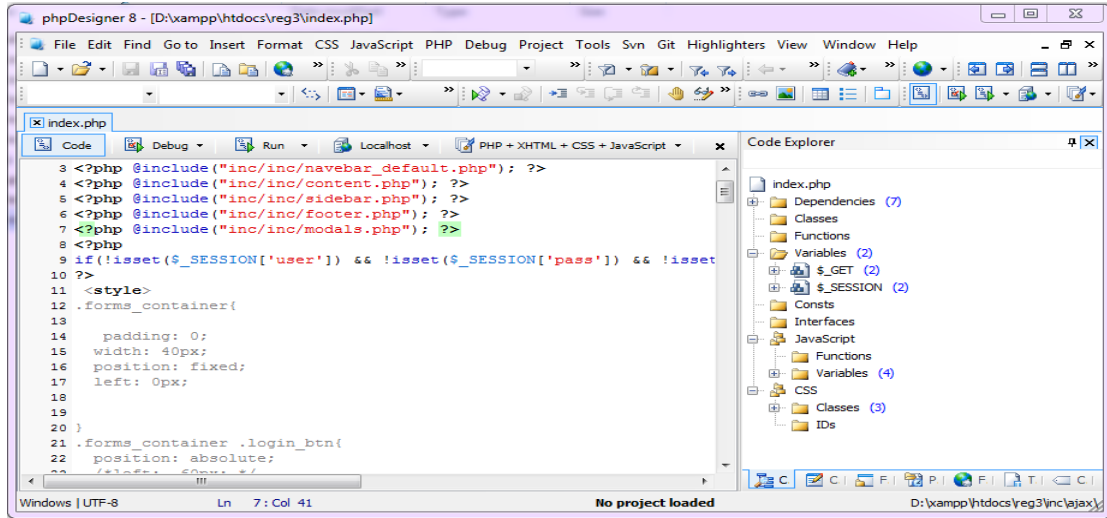 phpDesigner 8 - [D:\xampp\htdocs\reg3\index.php]
File Edit Find Go to Insert Format CSS JavaScript PHP Debug Project Tools Svn Git Highlighters View Window Help
index.php
Code Debug Run Localhost PHP + XHTML + CSS + JavaScript
3 <?php @include("inc/inc/navebar_default.php"); ?>
4 <?php @include("inc/inc/content.php"); ?>
5 <?php @include("inc/inc/sidebar.php"); ?>
6 <?php @include("inc/inc/footer.php"); ?>
7 <?php @include("inc/inc/modals.php"); ?>
8 <?php
9 if(!isset($_SESSION['user']) && !isset($_SESSION['pass']) && !isset
10 ?>
11 <style>
12 .forms_container{
13
14 padding: 0;
15 width: 40px;
16 position: fixed;
17 left: 0px;
18
19
20 }
21 .forms_container .login_btn{
22 position: absolute;
Code Explorer
index.php
Dependencies (7)
Classes
Functions
Variables (2)
$_GET (2)
$_SESSION (2)
Consts
Interfaces
JavaScript
Functions
Variables (4)
CSS
Classes (3)
IDs
C C F P F T C
Windows | UTF-8 Ln 7 : Col 41 No project loaded D:\xampp\htdocs\reg3\inc\ajax\